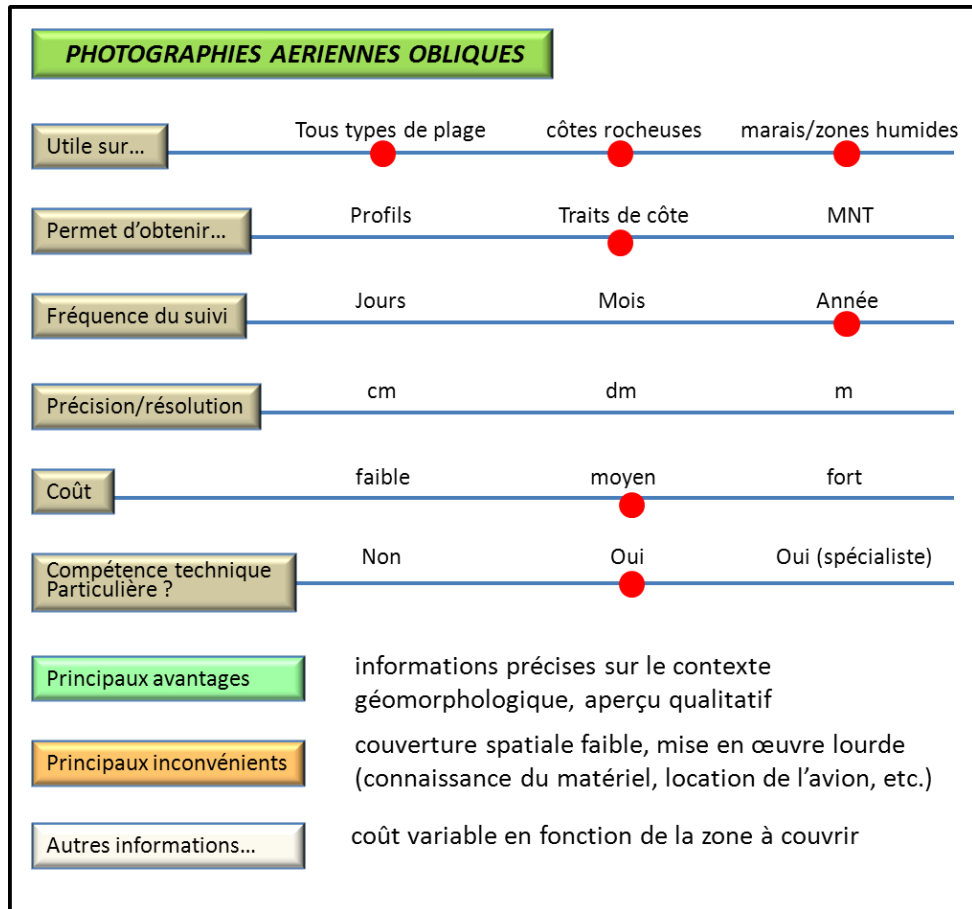 PHOTOGRAPHIES AERIENNES OBLIQUES
Utile sur…
Tous types de plage
côtes rocheuses
marais/zones humides
Permet d’obtenir…
Profils
Traits de côte
MNT
Fréquence du suivi
Jours
Mois
Année
Précision/résolution
cm
dm
m
Coût
faible
moyen
fort
Compétence technique
Particulière ?
Non
Oui
Oui (spécialiste)
Principaux avantages
informations précises sur le contexte
géomorphologique, aperçu qualitatif
Principaux inconvénients
couverture spatiale faible, mise en œuvre lourde
(connaissance du matériel, location de l’avion, etc.)
Autres informations…
coût variable en fonction de la zone à couvrir